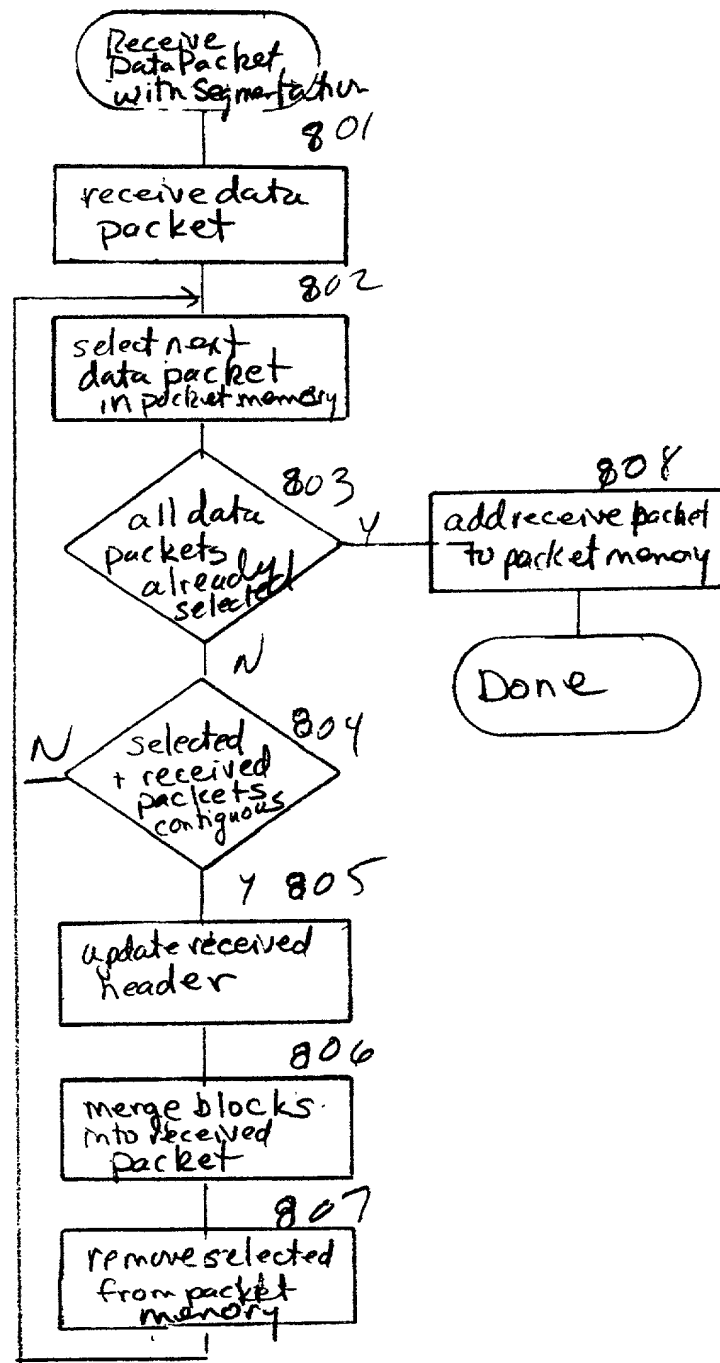 Receive
Data Packet
with Segmentation
801
receive data
packet
802
select next
data packet
in packet memory
803
all data
packets
already
selected
Y
808
add receive packet
to packet memory
Done
N
804
N
selected
+ received
packets
contiguous
Y
805
update received
header
806
merge blocks
into received
packet
807
remove selected
from packet
memory